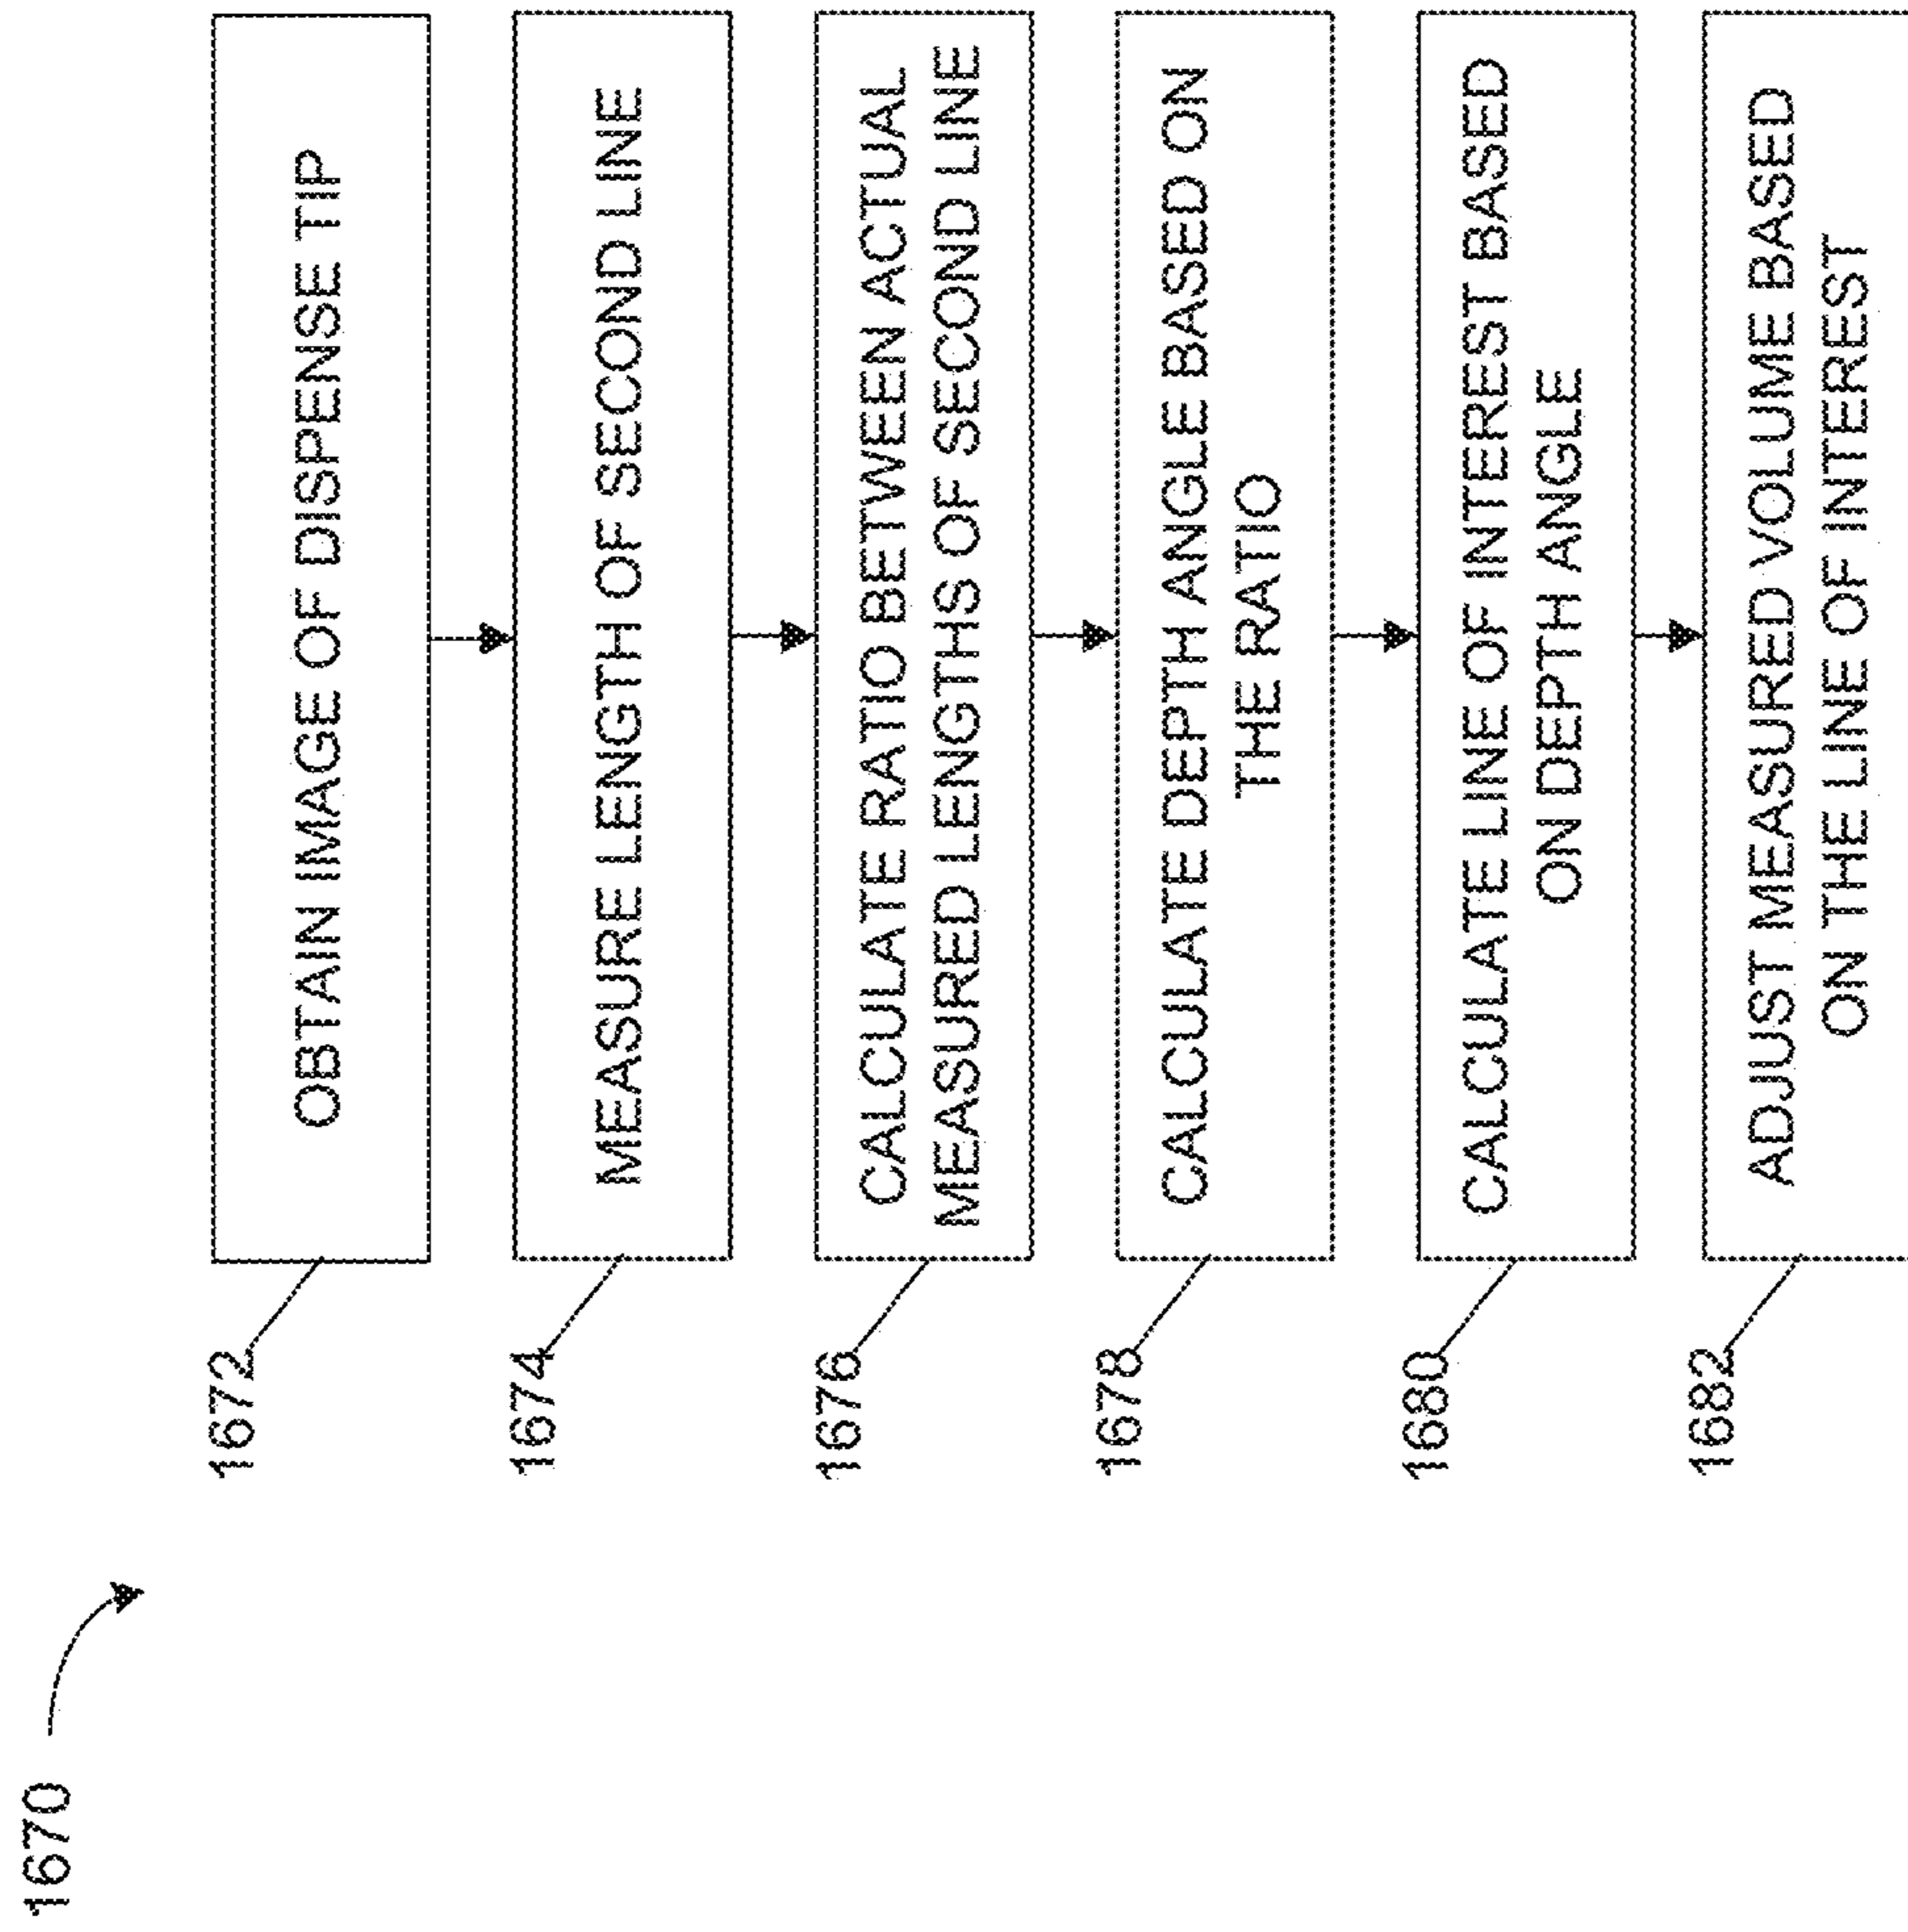 1670
1672
OBTAIN IMAGE OF DISPENSE TIP
1674
MEASURE LENGTH OF SECOND LINE
1676
CALCULATE RATIO BETWEEN ACTUAL
MEASURED LENGTHS OF SECOND LINE
1678
CALCULATE DEPTH ANGLE BASED ON
THE RATIO
1680
CALCULATE LINE OF INTEREST BASED
ON DEPTH ANGLE
1682
ADJUST MEASURED VOLUME BASED
ON THE LINE OF INTEREST